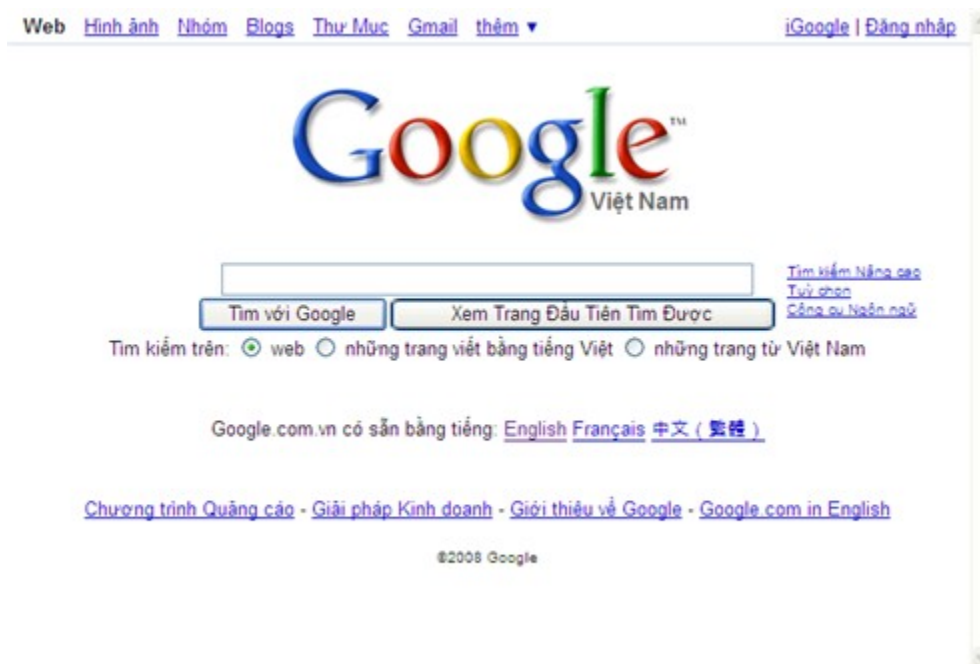 Web Hình ảnh Nhóm Blogs Thư Mục Gmail thêm ▼ iGoogle | Đăng nhập
Google™
Việt Nam
Tìm kiếm Nâng cao
Tuỳ chọn
Công cụ Ngôn ngữ
Tìm với Google Xem Trang Đầu Tiên Tìm Được
Tìm kiếm trên: web những trang viết bằng tiếng Việt những trang từ Việt Nam
Google.com.vn có sẵn bằng tiếng: English Français 中文 (繁體)
Chương trình Quảng cáo - Giải pháp Kinh doanh - Giới thiệu về Google - Google.com in English
©2008 Google